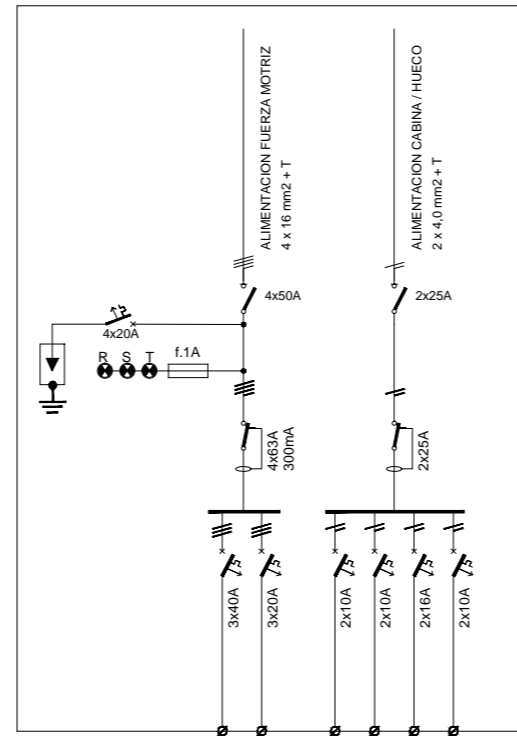 ALIMENTACION FUERZA MOTRIZ
4 x 16 mm2 + T
ALIMENTACION CABINA / HUECO
2 x 4,0 mm2 + T
4x50A
2x25A
4x20A
R S T
f.1A
4x63A
300mA
2x25A
3x40A
3x20A
2x10A
2x10A
2x16A
2x10A